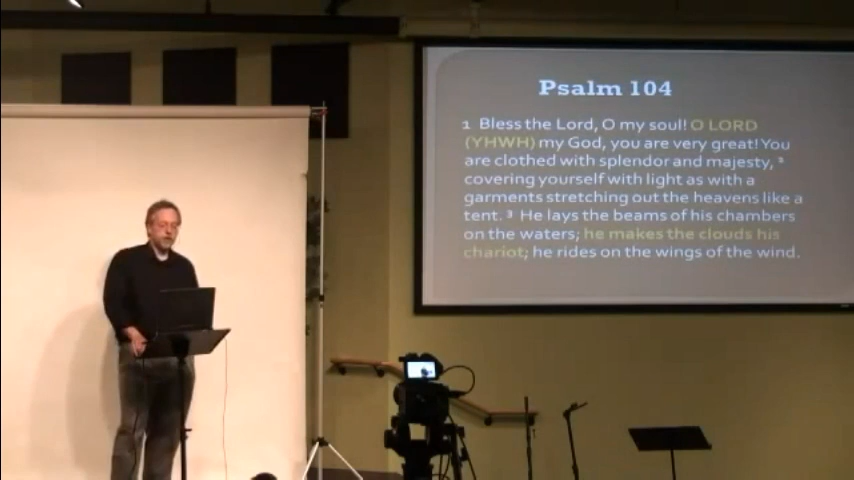 Psalm 104
1 Bless the Lord, O my soul! O LORD
(YHWH) my God, you are very great! You
are clothed with splendor and majesty, ²
covering yourself with light as with a
garments stretching out the heavens like a
tent. ³ He lays the beams of his chambers
on the waters; he makes the clouds his
chariot; he rides on the wings of the wind.